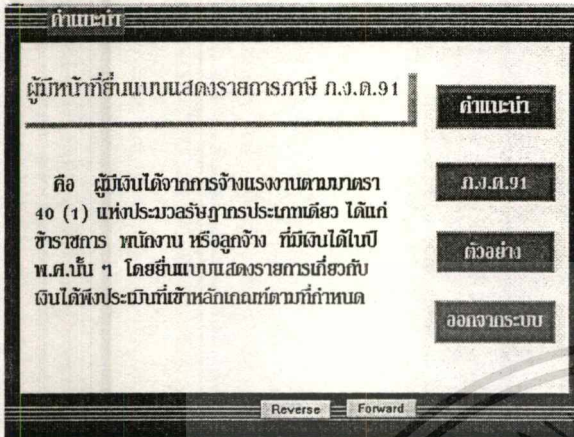 คำแนะนำ
ผู้มีหน้าที่ยื่นแบบแสดงรายการภาษี ภ.ง.ด.91
คำแนะนำ
คือ ผู้มีเงินได้จากการจ้างแรงงานตามมาตรา
40 (1) แห่งประมวลรัษฎากรประเภทเดียว ได้แก่
ข้าราชการ พนักงาน หรือลูกจ้าง ที่มีเงินได้ในปี
พ.ศ.นั้น ๆ โดยยื่นแบบแสดงรายการเกี่ยวกับ
เงินได้พึงประเมินที่เข้าหลักเกณฑ์ตามที่กำหนด
ภ.ง.ด.91
ตัวอย่าง
ออกจากระบบ
Reverse
Forward